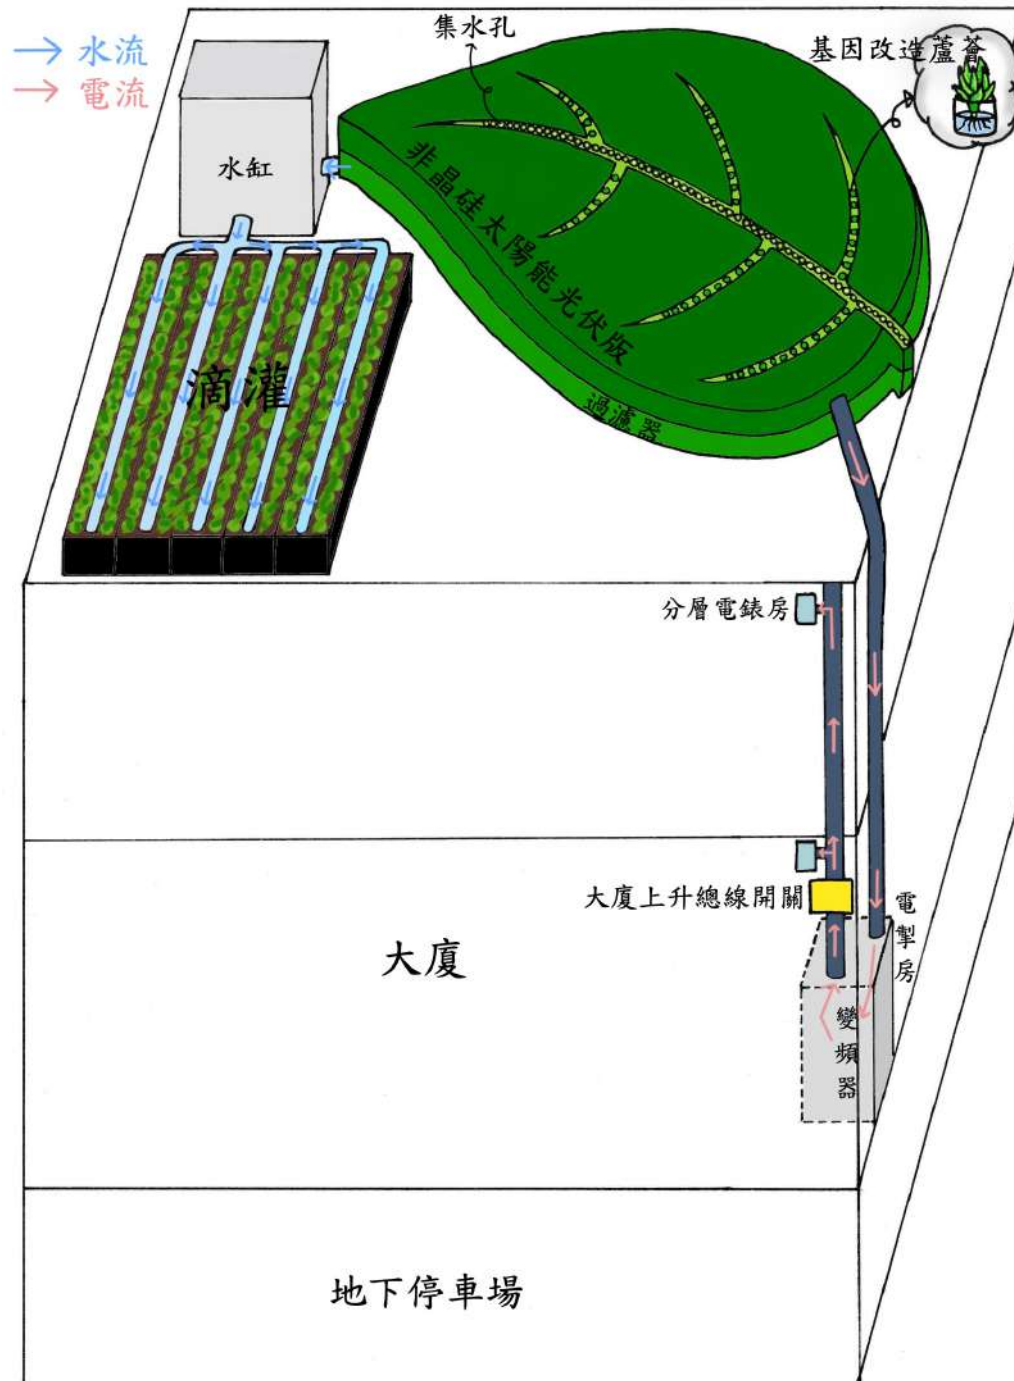 水流
電流
集水孔
基因改造蘆薈
水缸
非晶硅太陽能光伏版
過濾器
滴灌
分層電錶房
大廈上升總線開關
電掣房
大廈
變頻器
地下停車場